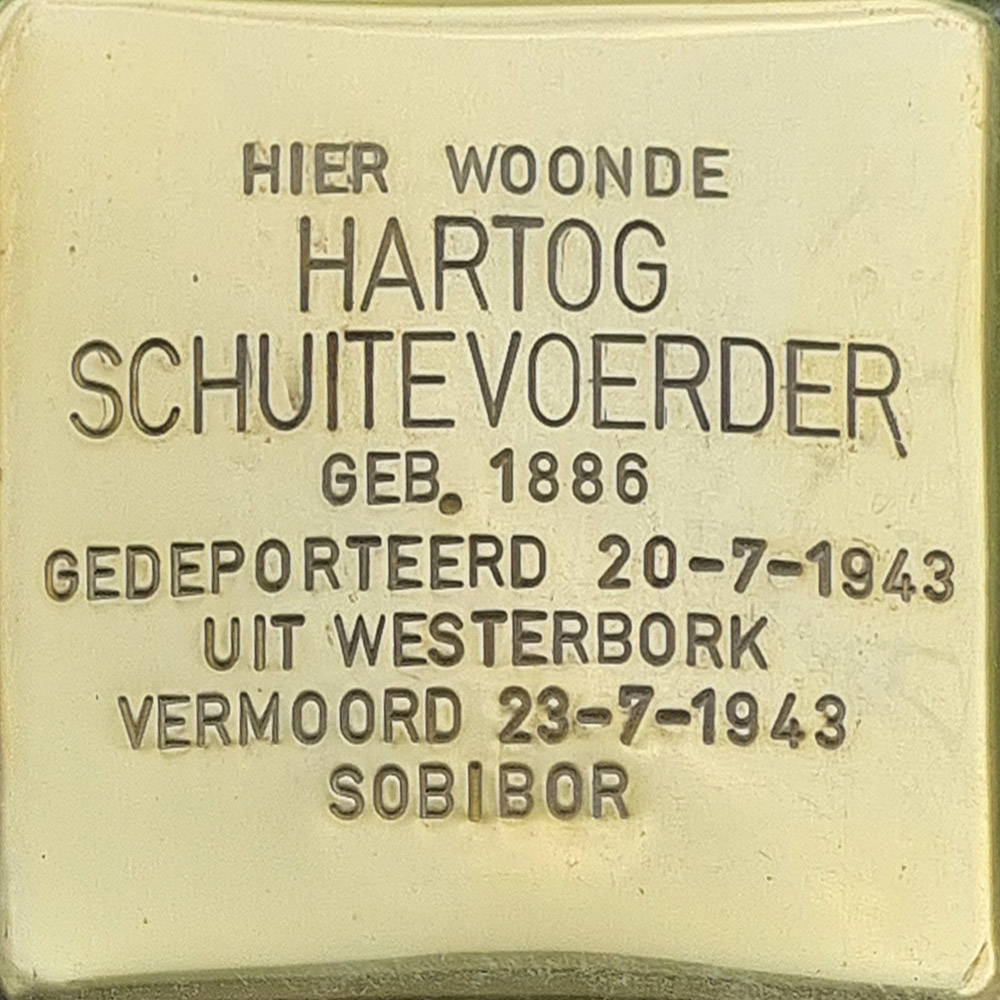 HIER WOONDE
HARTOG
SCHUITEVOERDER
GEB. 1886
GEDEPORTEERD 20-7-1943
UIT WESTERBORK
VERMOORD 23-7-1943
SOBIBOR